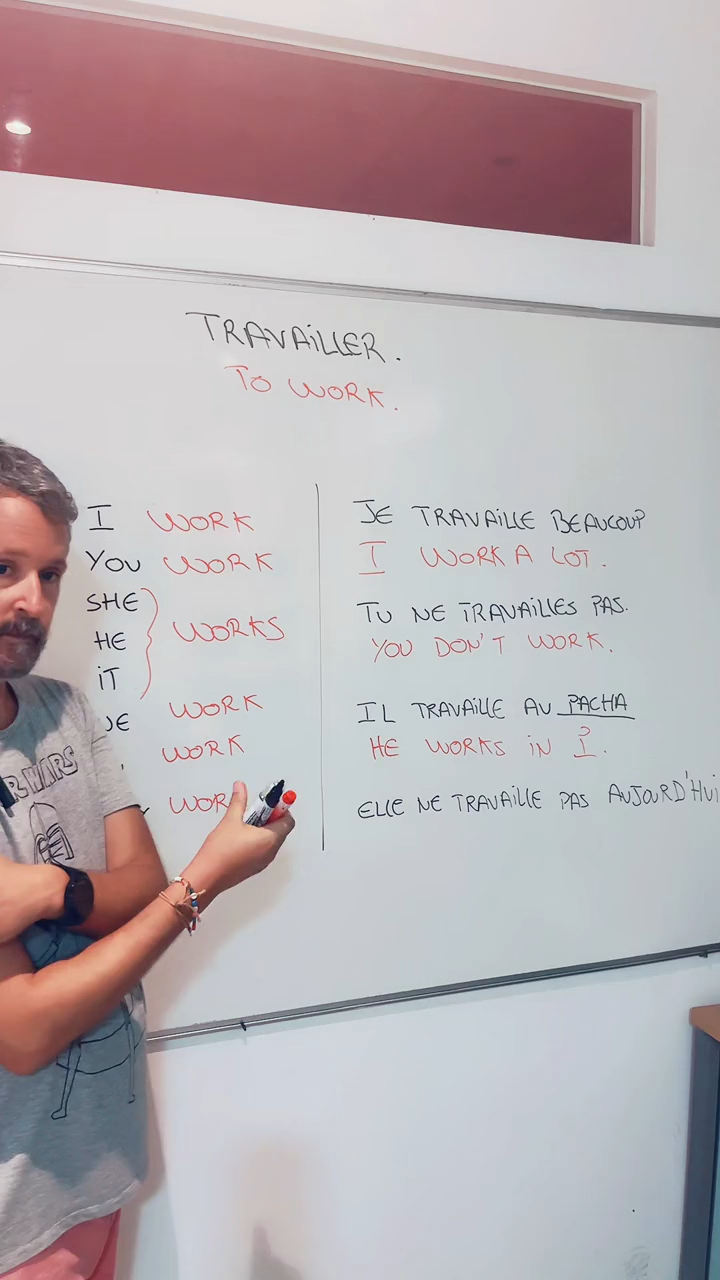 TRAVAiLLER.
TO WORK.
I WORK
YOU WORK
SHE
HE
iT
WORKS
WORK
WORK
JE TRAVAiLLE BEAUCOUP
I WORK A LOT.
TU NE TRAVAiLLES PAS.
YOU DON'T WORK.
IL TRAVAiLLE AU PACHA
HE WORKS IN P.
ELLE NE TRAVAiLLE PAS AUJOURD'HUi
R WARS